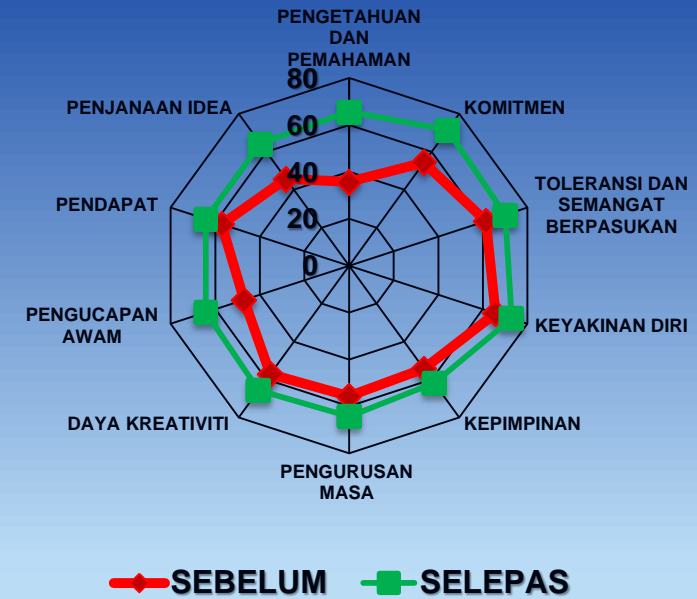 PENGETAHUAN
DAN
PEMAHAMAN
80
PENJANAAN IDEA
KOMITMEN
60
40
TOLERANSI DAN
SEMANGAT
BERPASUKAN
PENDAPAT
20
0
PENGUCAPAN
AWAM
KEYAKINAN DIRI
DAYA KREATIVITI
KEPIMPINAN
PENGURUSAN
MASA
SEBELUM SELEPAS